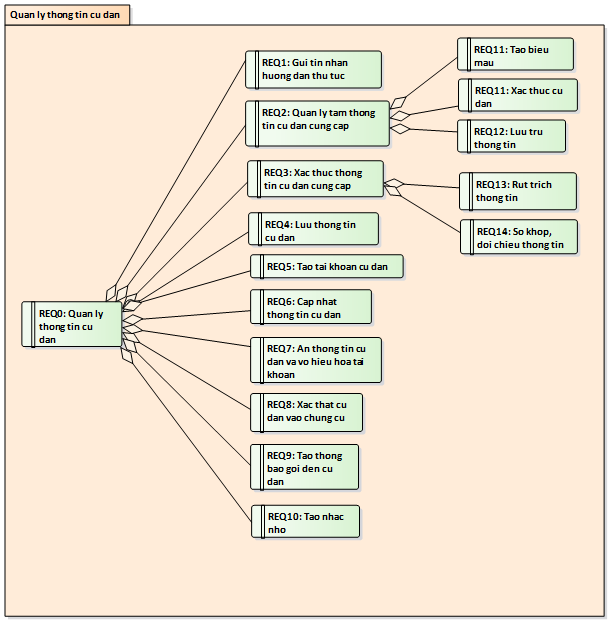 Quan ly thong tin cu dan
REQ1: Gui tin nhan
huong dan thu tuc
REQ2: Quan ly tam thong
tin cu dan cung cap
REQ3: Xac thuc thong
tin cu dan cung cap
REQ4: Luu thong tin
cu dan
REQ5: Tao tai khoan cu dan
REQ0: Quan ly
thong tin cu
dan
REQ6: Cap nhat
thong tin cu dan
REQ7: An thong tin cu
dan va vo hieu hoa tai
khoan
REQ8: Xac that cu
dan vao chung cu
REQ9: Tao thong
bao goi den cu
dan
REQ10: Tao nhac
nho
REQ11: Tao bieu
mau
REQ11: Xac thuc cu
dan
REQ12: Luu tru
thong tin
REQ13: Rut trich
thong tin
REQ14: So khop,
doi chieu thong tin